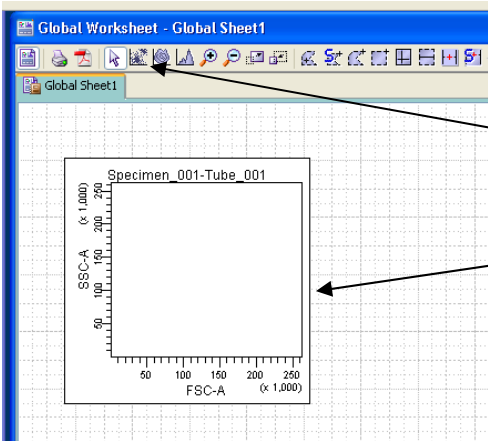 Global Worksheet - Global Sheet1
Global Sheet1
Specimen_001-Tube_001
(x 1,000)
SSC-A
250
200
150
100
50
50 100 150 200 250
FSC-A (x 1,000)